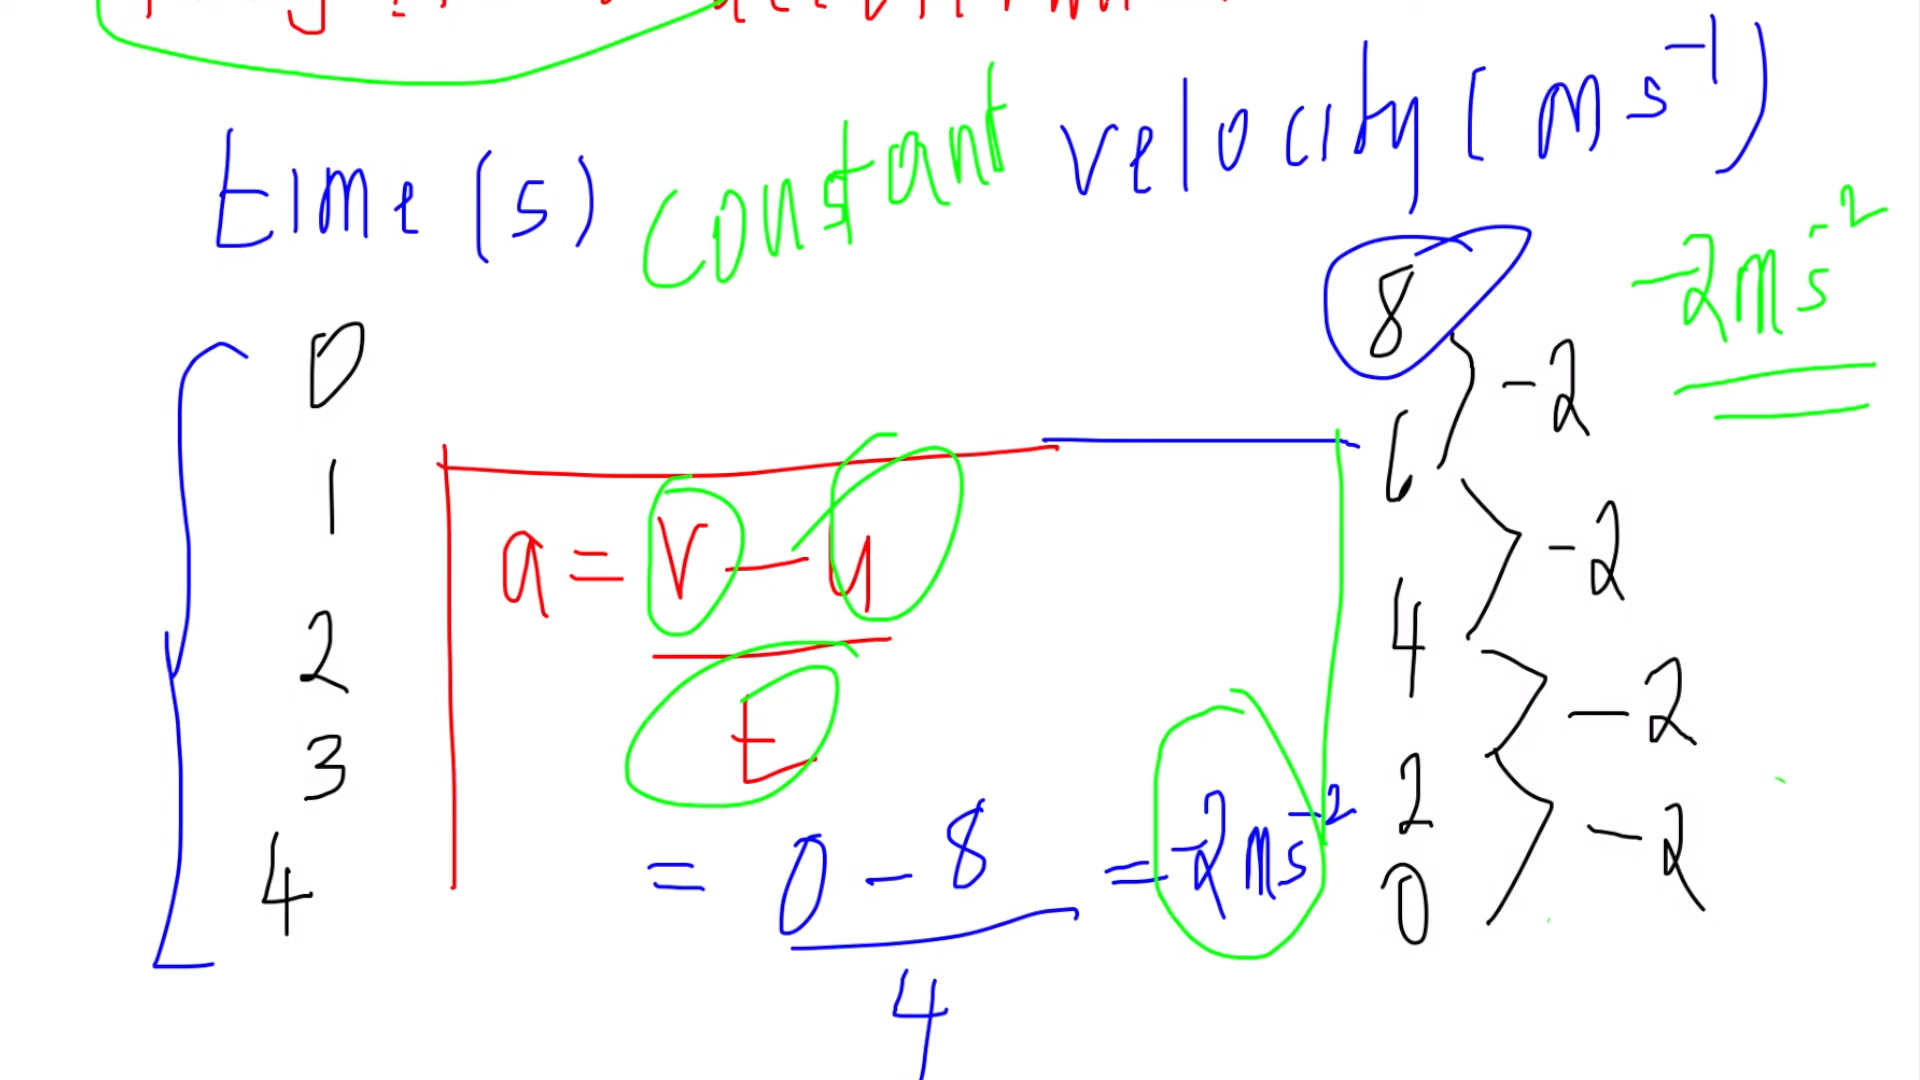 time (s) constant velocity (ms⁻¹)
-2ms⁻²
0 8
-2
1 6
a = v - u
-2
2 t 4
-2
3 2
-2
4 = 0 - 8 = -2ms⁻² 0
4